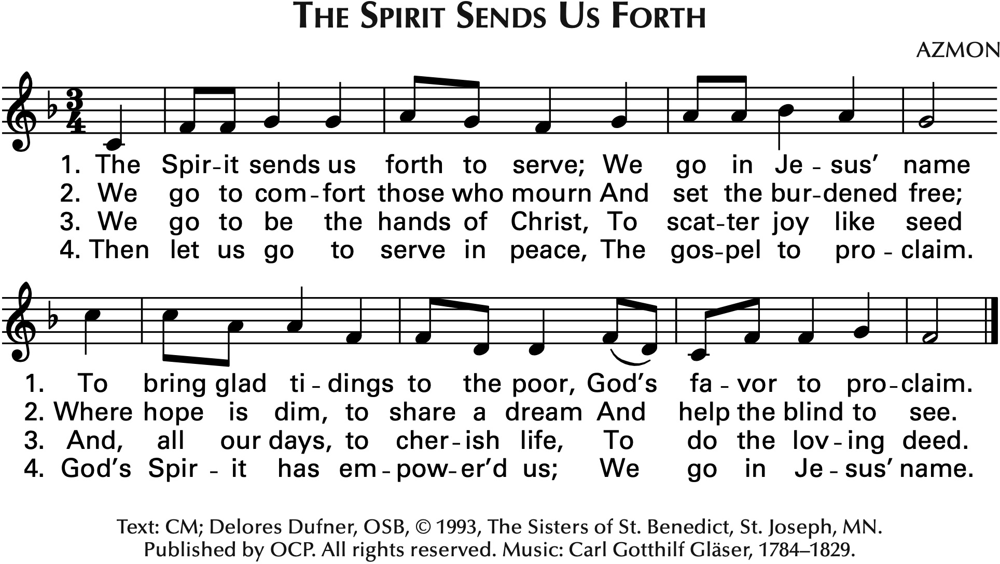 THE SPIRIT SENDS US FORTH
AZMON
3
4
1. The Spir-it sends us forth to serve; We go in Je - sus’ name
2. We go to com-fort those who mourn And set the bur-dened free;
3. We go to be the hands of Christ, To scat-ter joy like seed
4. Then let us go to serve in peace, The gos-pel to pro - claim.
1. To bring glad ti - dings to the poor, God’s fa - vor to pro-claim.
2. Where hope is dim, to share a dream And help the blind to see.
3. And, all our days, to cher-ish life, To do the lov-ing deed.
4. God’s Spir - it has em-pow-er’d us; We go in Je - sus’ name.
Text: CM; Delores Dufner, OSB, © 1993, The Sisters of St. Benedict, St. Joseph, MN.
Published by OCP. All rights reserved. Music: Carl Gotthilf Gläser, 1784–1829.